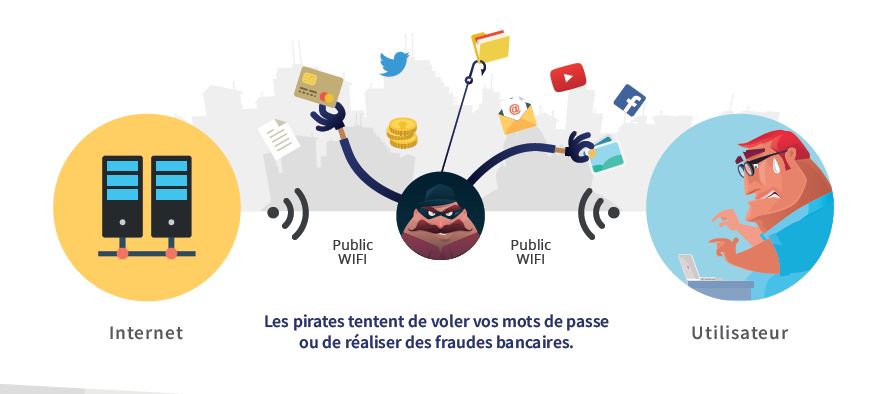 Public
WIFI
Public
WIFI
Internet
Les pirates tentent de voler vos mots de passe
ou de réaliser des fraudes bancaires.
Utilisateur